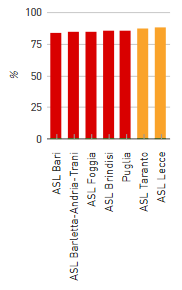 100
75
%
50
25
0
ASL Bari
ASL Barletta-Andria-Trani
ASL Foggia
ASL Brindisi
Puglia
ASL Taranto
ASL Lecce